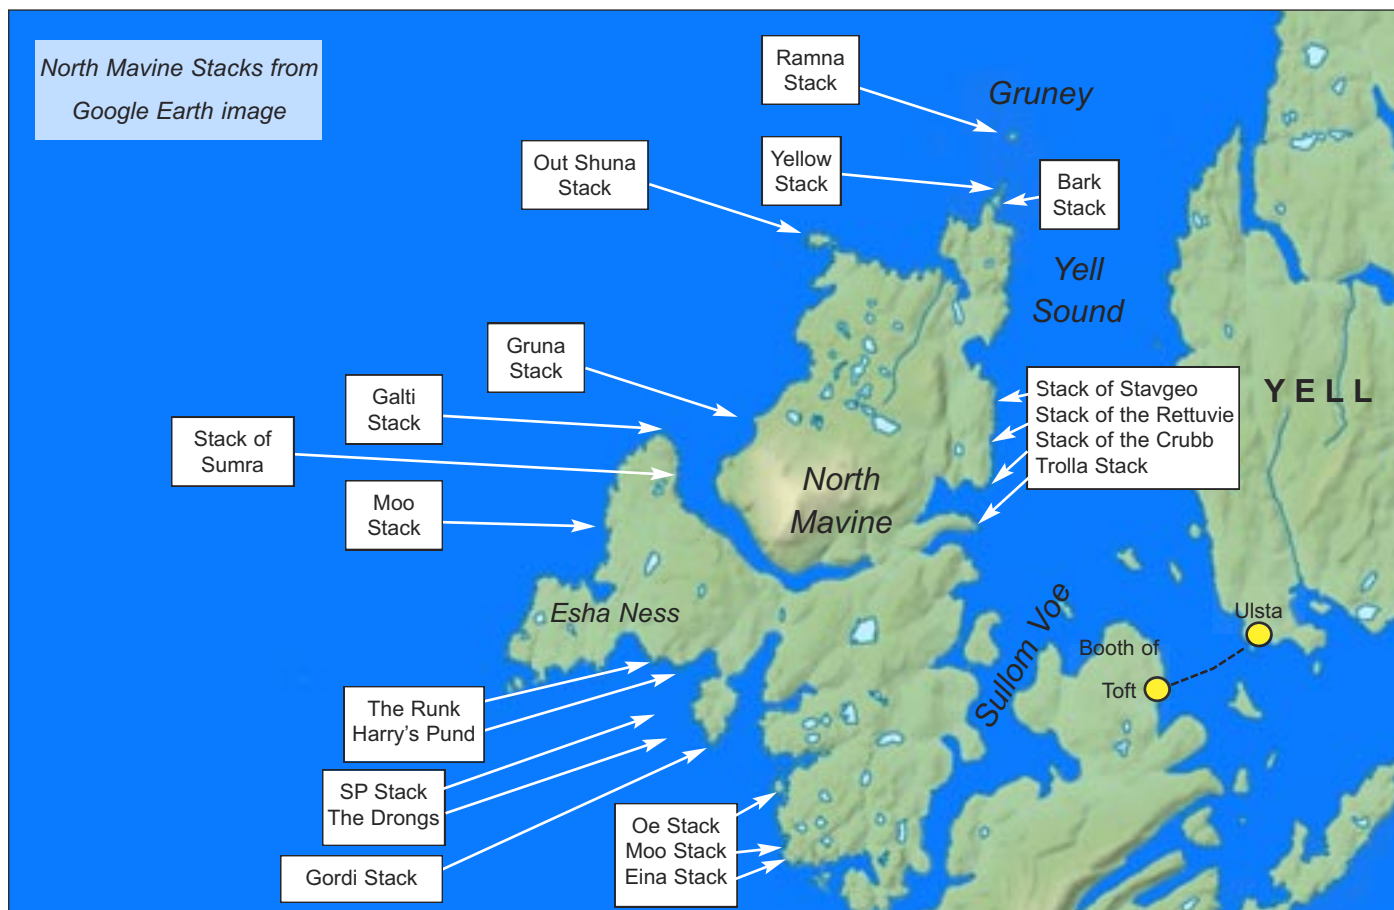 North Mavine Stacks from
Google Earth image
Ramna
Stack
Gruney
Out Shuna
Stack
Yellow
Stack
Bark
Stack
Yell
Sound
Gruna
Stack
Galti
Stack
Stack of
Sumra
Moo
Stack
Stack of Stavgeo
Stack of the Rettuvie
Stack of the Crubb
Trolla Stack
YELL
North
Mavine
Esha Ness
Sullom Voe
Ulsta
Booth of
Toft
The Runk
Harry's Pund
SP Stack
The Drongs
Gordi Stack
Oe Stack
Moo Stack
Eina Stack